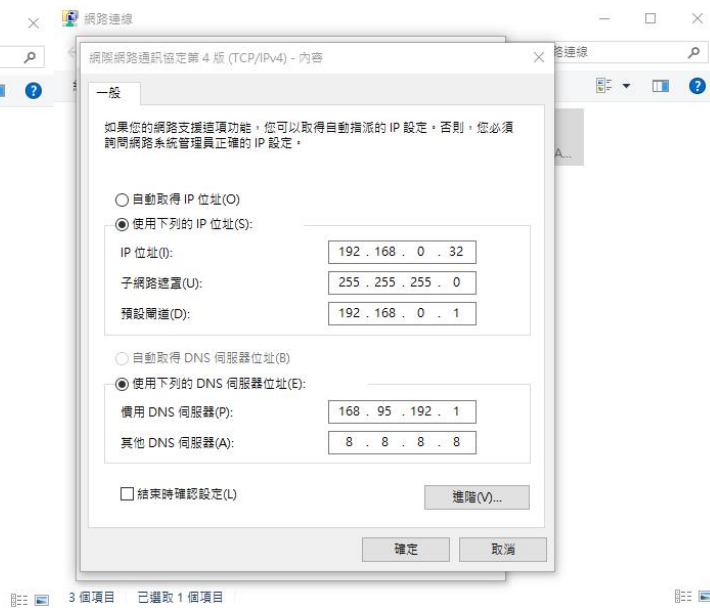 網路連線
路連線
網際網路通訊協定第 4 版 (TCP/IPv4) - 內容
一般
如果您的網路支援這項功能，您可以取得自動指派的 IP 設定。否則，您必須
詢問網路系統管理員正確的 IP 設定。
A...
自動取得 IP 位址(O)
使用下列的 IP 位址(S):
IP 位址(I):
192 . 168 . 0 . 32
子網路遮罩(U):
255 . 255 . 255 . 0
預設閘道(D):
192 . 168 . 0 . 1
自動取得 DNS 伺服器位址(B)
使用下列的 DNS 伺服器位址(E):
慣用 DNS 伺服器(P):
168 . 95 . 192 . 1
其他 DNS 伺服器(A):
8 . 8 . 8 . 8
結束時確認設定(L)
進階(V)...
確定
取消
3 個項目
已選取 1 個項目